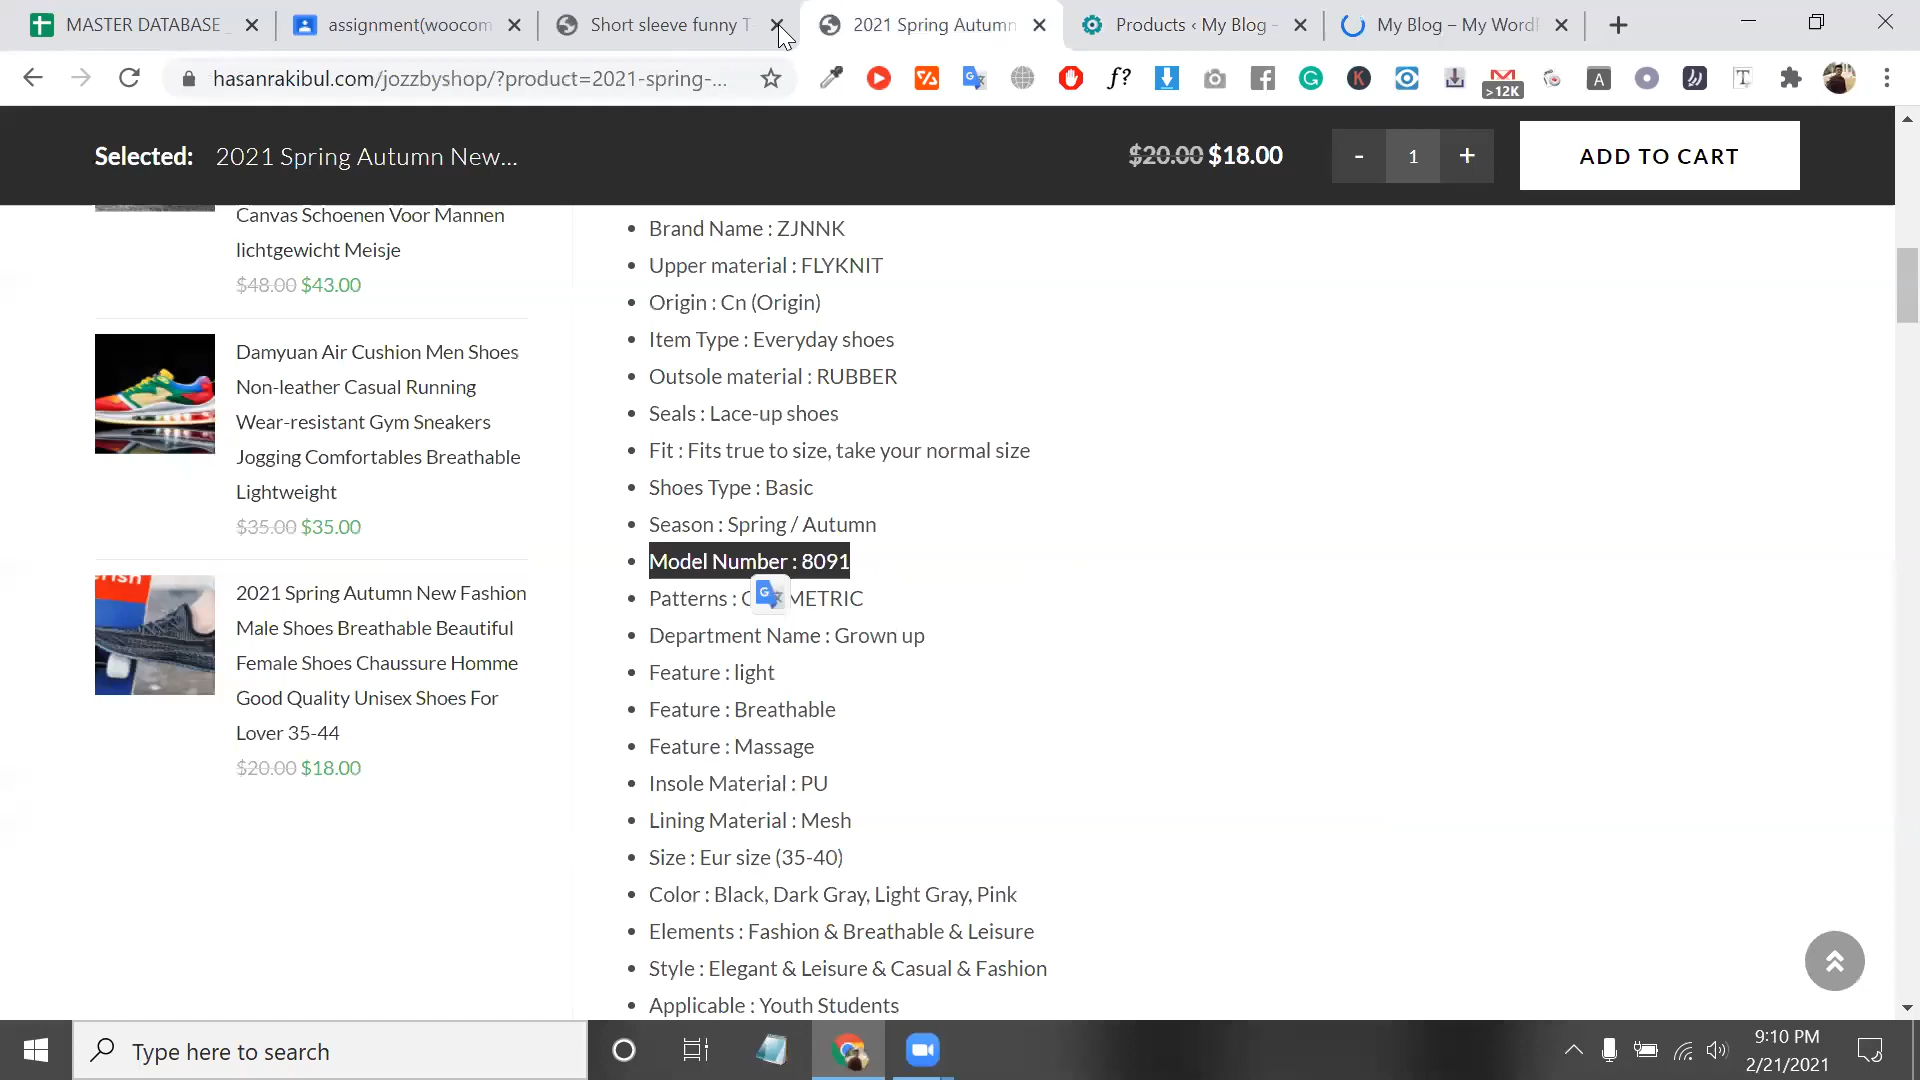 MASTER DATABASE
assignment(woocom
Short sleeve funny T
2021 Spring Autumn
Products ‹ My Blog -
My Blog – My Word
hasanrakibul.com/jozzbyshop/?product=2021-spring-...
f?
K
>12K
A
T
Selected: 2021 Spring Autumn New...
$20.00 $18.00
- 1 +
ADD TO CART
Canvas Schoenen Voor Mannen
lichtgewicht Meisje
$48.00 $43.00
Damyuan Air Cushion Men Shoes
Non-leather Casual Running
Wear-resistant Gym Sneakers
Jogging Comfortables Breathable
Lightweight
$35.00 $35.00
2021 Spring Autumn New Fashion
Male Shoes Breathable Beautiful
Female Shoes Chaussure Homme
Good Quality Unisex Shoes For
Lover 35-44
$20.00 $18.00
• Brand Name : ZJNNK
• Upper material : FLYKNIT
• Origin : Cn (Origin)
• Item Type : Everyday shoes
• Outsole material : RUBBER
• Seals : Lace-up shoes
• Fit : Fits true to size, take your normal size
• Shoes Type : Basic
• Season : Spring / Autumn
• Model Number : 8091
• Patterns :
• Department Name : Grown up
• Feature : light
• Feature : Breathable
• Feature : Massage
• Insole Material : PU
• Lining Material : Mesh
• Size : Eur size (35-40)
• Color : Black, Dark Gray, Light Gray, Pink
• Elements : Fashion & Breathable & Leisure
• Style : Elegant & Leisure & Casual & Fashion
• Applicable : Youth Students
Type here to search
9:10 PM
2/21/2021